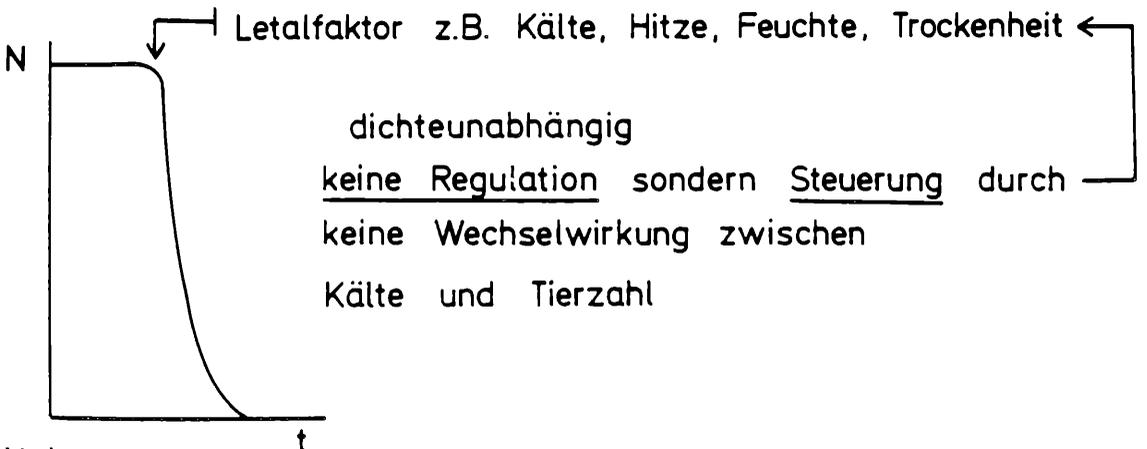 Letalfaktor z.B. Kälte, Hitze, Feuchte, Trockenheit
N
dichteunabhängig
keine Regulation sondern Steuerung durch
keine Wechselwirkung zwischen
Kälte und Tierzahl
t